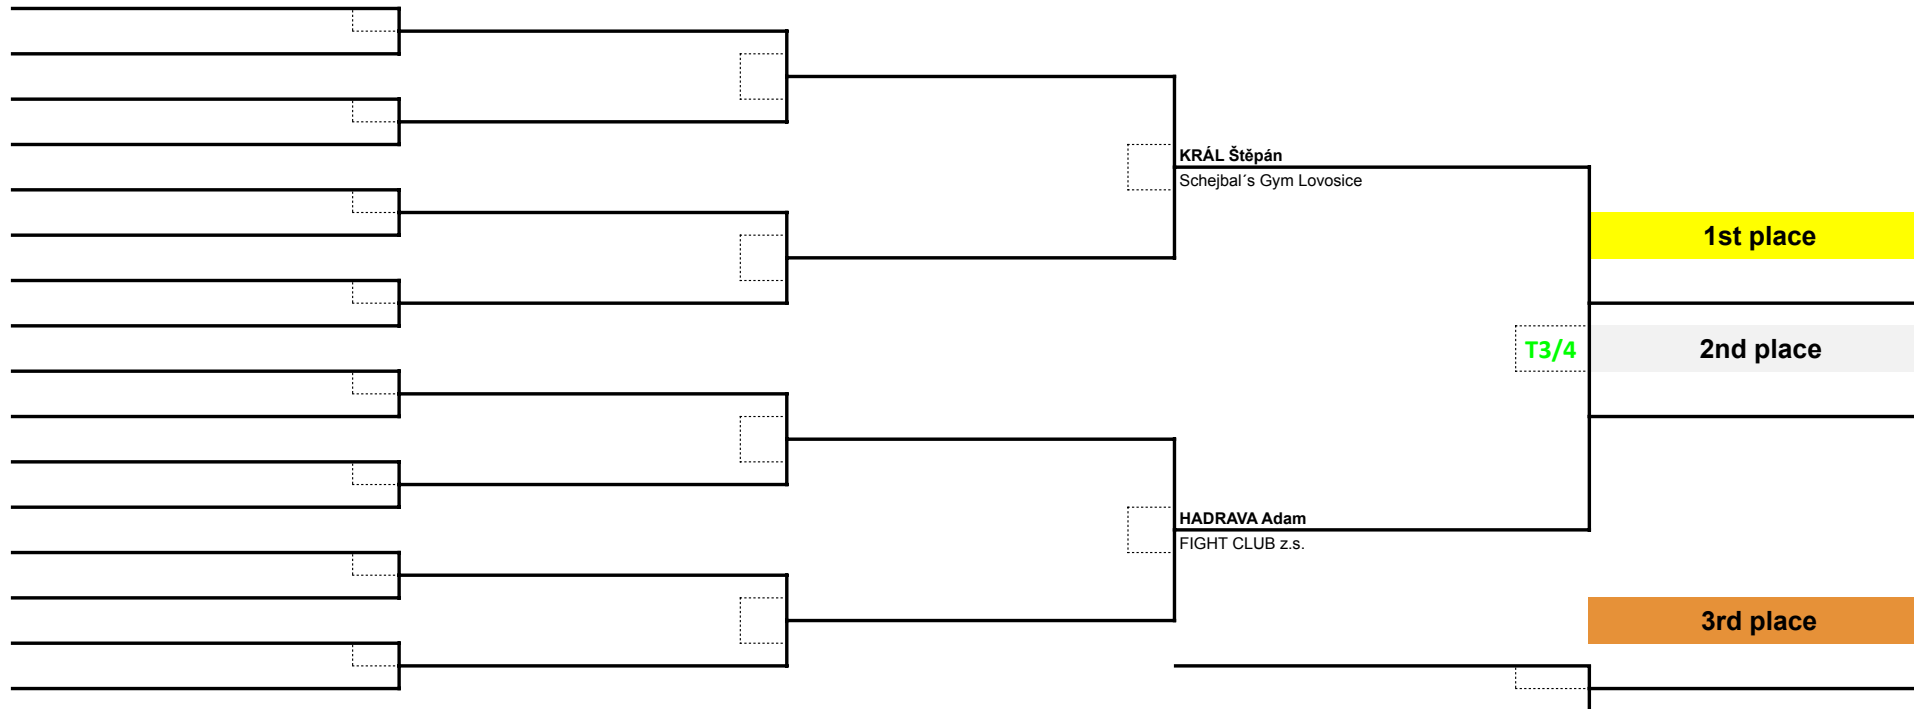 KRÁL Štěpán
Schejbal´s Gym Lovosice
1st place
T3/4
2nd place
HADRAVA Adam
FIGHT CLUB z.s.
3rd place